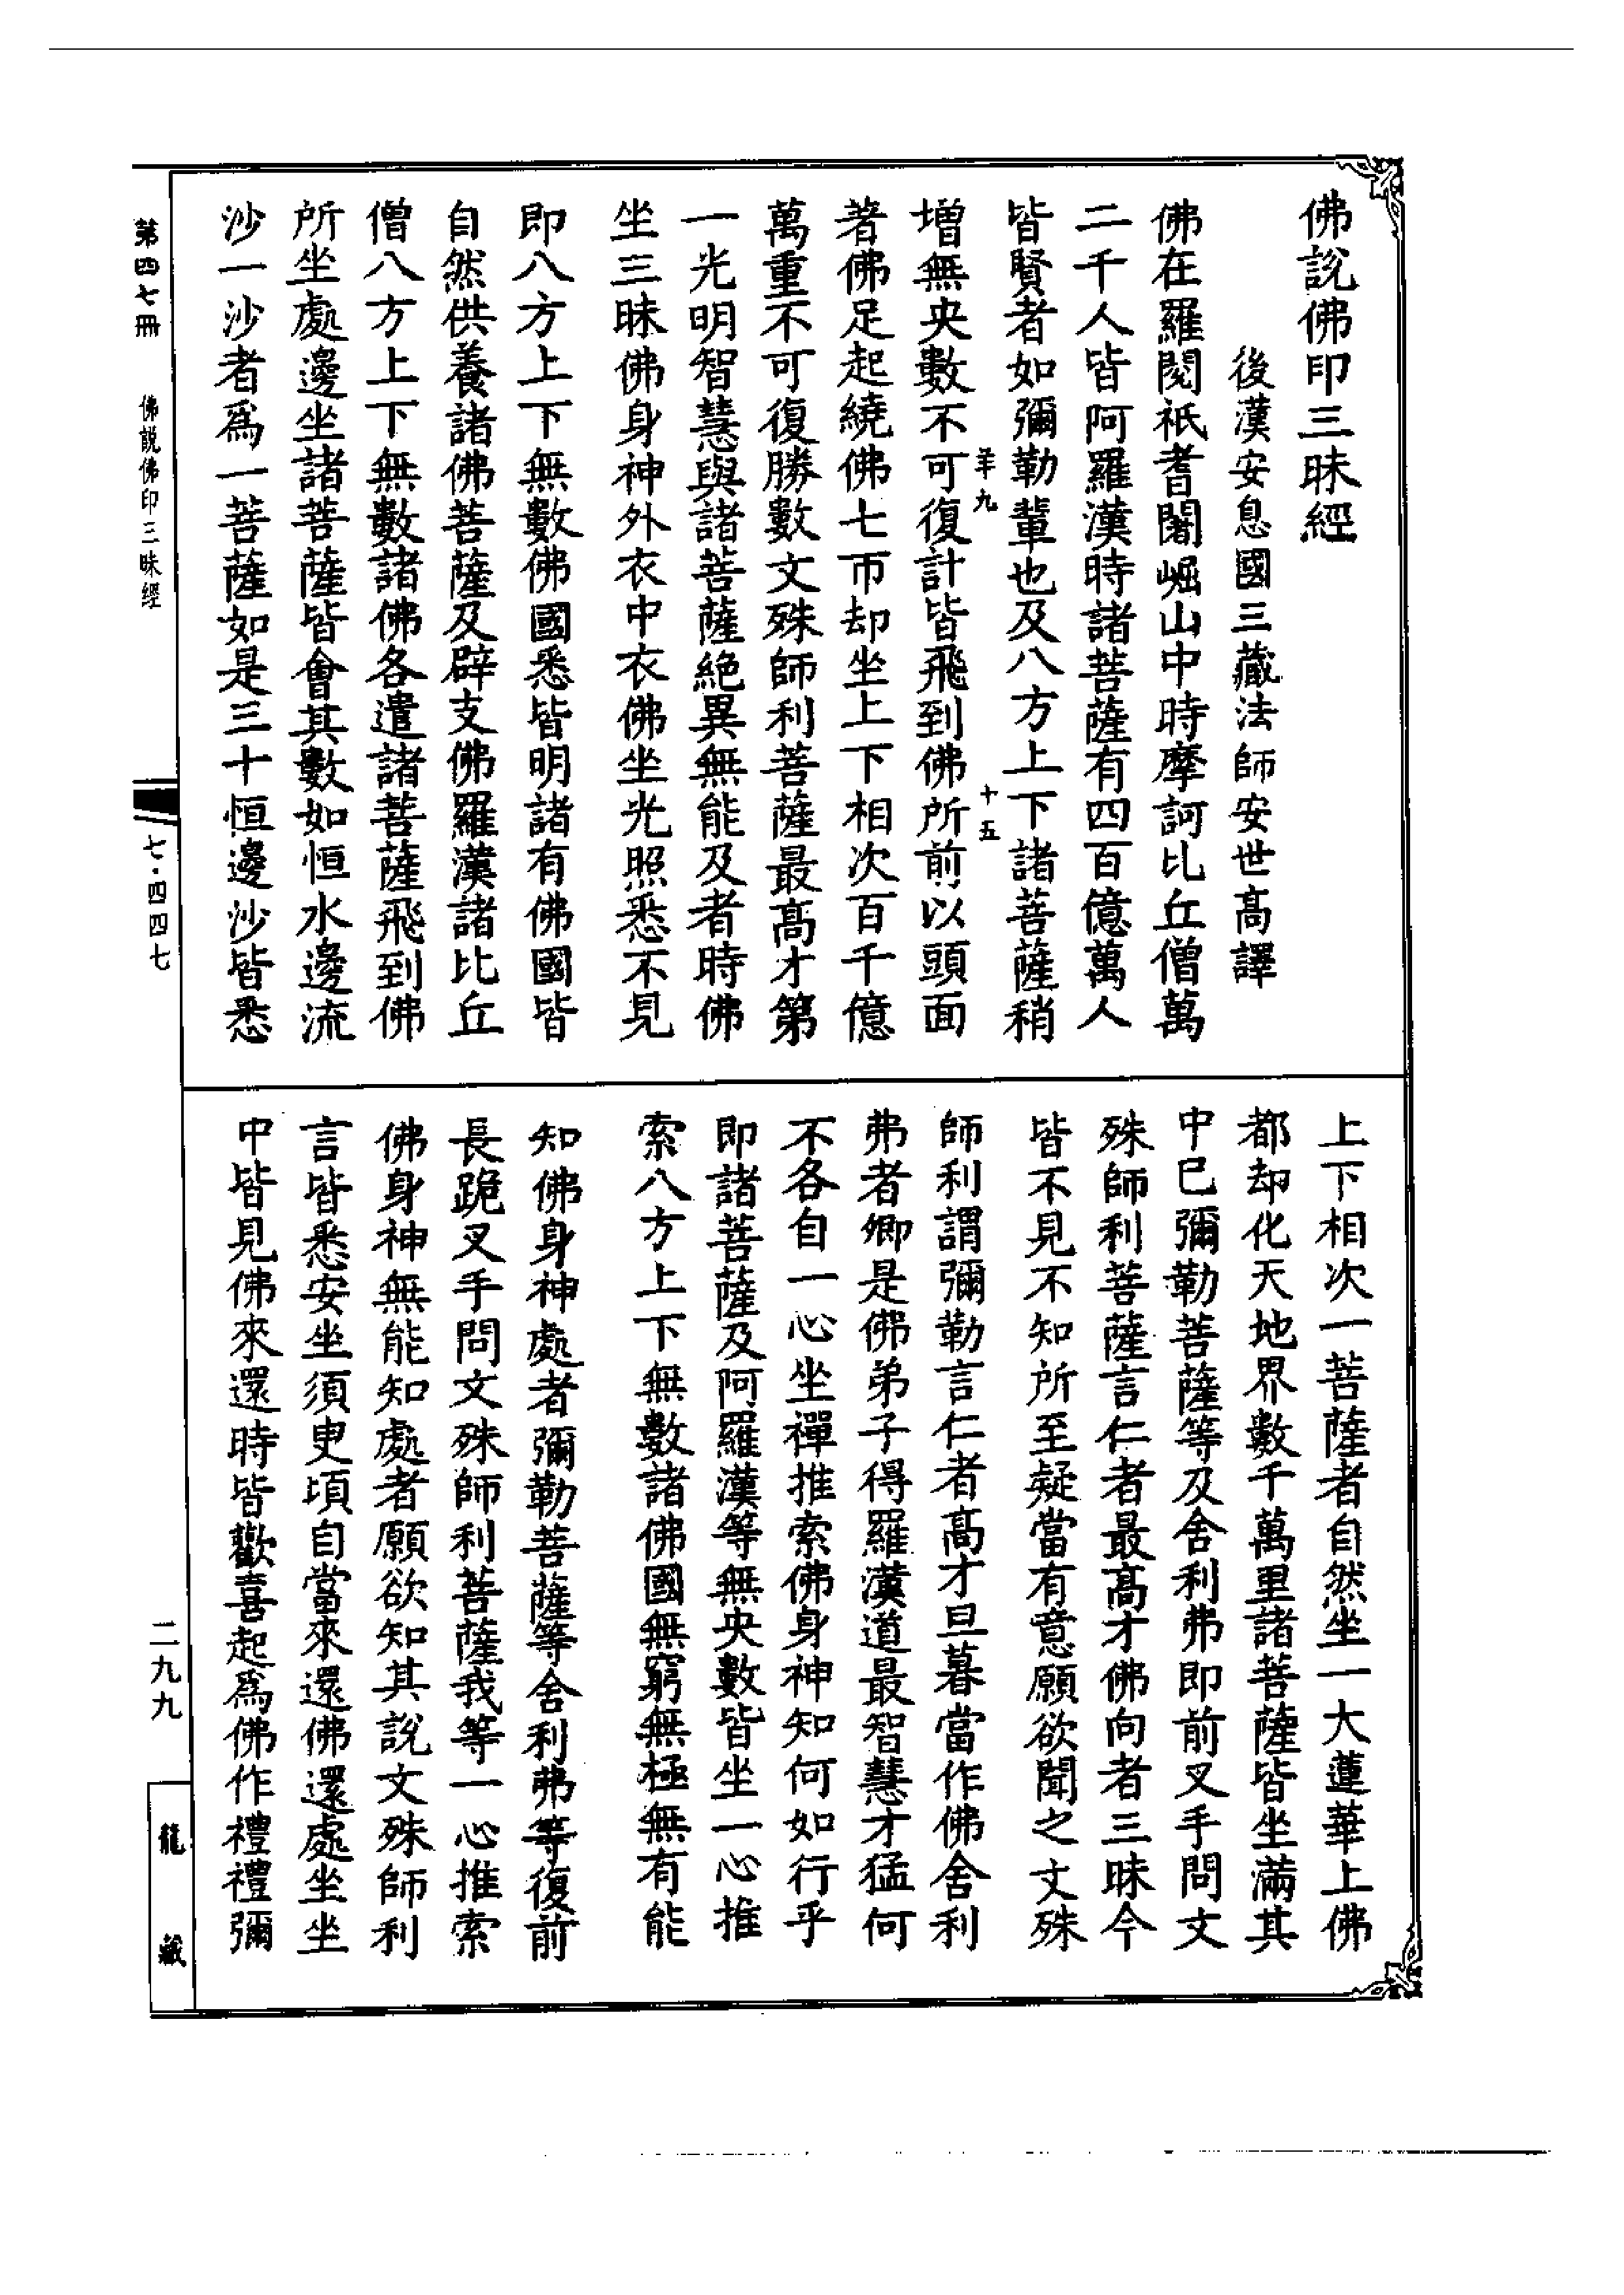 佛說佛印三昧經
後漢安息國三藏法師安世高譯
佛在羅閱祇耆闍崛山中時摩訶比丘僧萬
二千人皆阿羅漢時諸菩薩有四百億萬人
皆賢者如彌勒輩也及八方上下諸菩薩稍
羊九
十五
增無央數不可復計皆飛到佛所前以頭面
著佛足起繞佛七帀却坐上下相次百千億
萬重不可復勝數文殊師利菩薩最高才第
一光明智慧與諸菩薩絶異無能及者時佛
坐三昧佛身神外衣中衣佛坐光照悉不見
即八方上下無數佛國悉皆明諸有佛國皆
自然供養諸佛菩薩及辟支佛羅漢諸比丘
僧八方上下無數諸佛各遣諸菩薩飛到佛
所坐處邊坐諸菩薩皆會其數如恒水邊流
沙一沙者爲一菩薩如是三十恒邊沙皆悉
上下相次一菩薩者自然坐一大蓮華上佛
都却化天地界數千萬里諸菩薩皆坐滿其
中已彌勒菩薩等及舍利弗即前叉手問文
殊師利菩薩言仁者最高才佛向者三昧今
皆不見不知所至疑當有意願欲聞之文殊
師利謂彌勒言仁者高才旦暮當作佛舍利
弗者卿是佛弟子得羅漢道最智慧才猛何
不各自一心坐禪推索佛身神知何如行乎
即諸菩薩及阿羅漢等無央數皆坐一心推
索八方上下無數諸佛國無窮無極無有能
知佛身神處者彌勒菩薩等舍利弗等復前
長跪叉手問文殊師利菩薩我等一心推索
佛身神無能知處者願欲知其說文殊師利
言皆悉安坐須臾頃自當來還佛還處坐坐
中皆見佛來還時皆歡喜起爲佛作禮禮彌
第四七冊
佛說佛印三昧經
七·四四七
二九九
龍藏